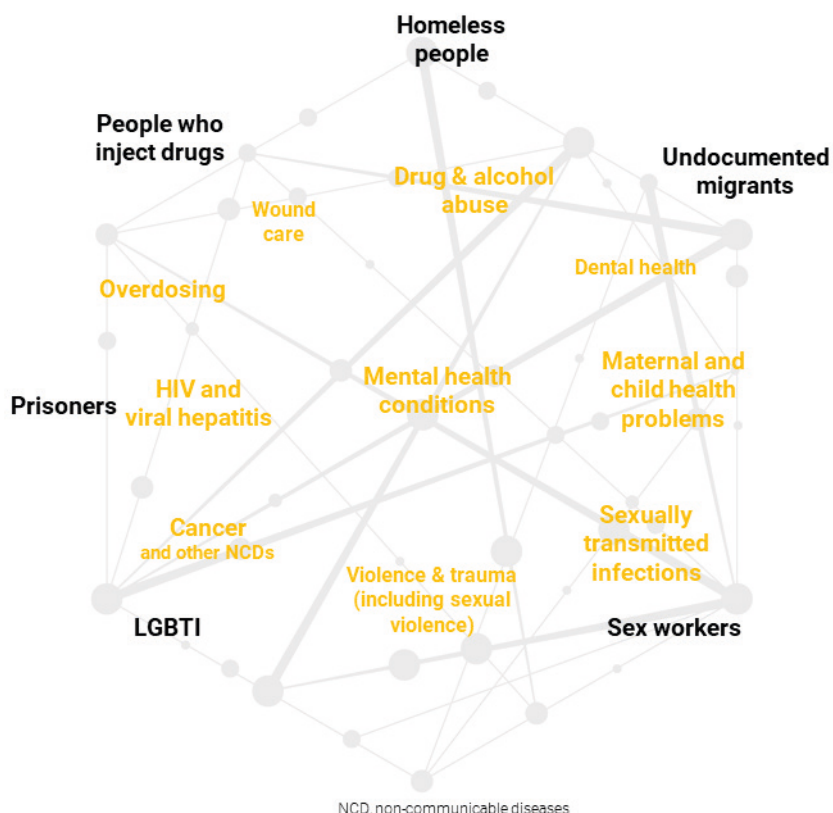 Homeless
people
People who
inject drugs
Undocumented
migrants
Drug & alcohol
abuse
Wound
care
Dental health
Overdosing
Mental health
conditions
Maternal and
child health
problems
Prisoners
HIV and
viral hepatitis
Cancer
and other NCDs
Sexually
transmitted
infections
Violence & trauma
(including sexual
violence)
LGBTI
Sex workers
NCD, non-communicable diseases